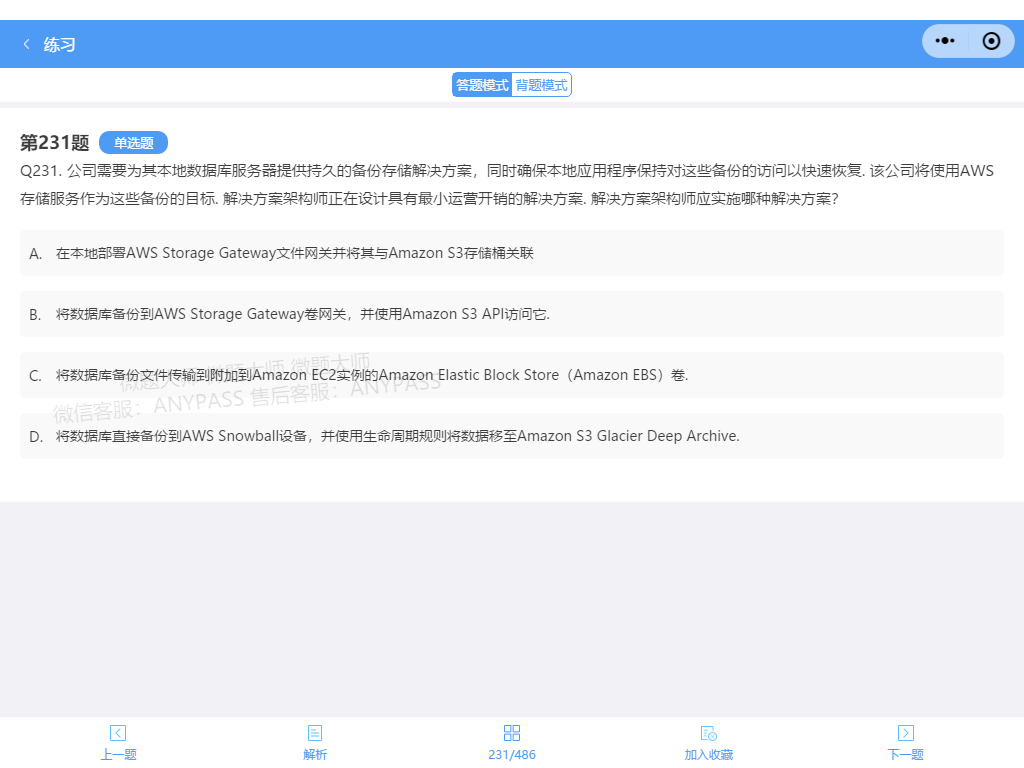 练习
答题模式 背题模式
第231题 单选题
Q231. 公司需要为其本地数据库服务器提供持久的备份存储解决方案，同时确保本地应用程序保持对这些备份的访问以快速恢复. 该公司将使用AWS
存储服务作为这些备份的目标. 解决方案架构师正在设计具有最小运营开销的解决方案. 解决方案架构师应实施哪种解决方案?
A. 在本地部署AWS Storage Gateway文件网关并将其与Amazon S3存储桶关联
B. 将数据库备份到AWS Storage Gateway卷网关，并使用Amazon S3 API访问它.
C. 将数据库备份文件传输到附加到Amazon EC2实例的Amazon Elastic Block Store（Amazon EBS）卷.
微题大师 微题大师 微题大师
微信客服：ANYPASS 售后客服：ANYPASS
D. 将数据库直接备份到AWS Snowball设备，并使用生命周期规则将数据移至Amazon S3 Glacier Deep Archive.
上一题 解析 231/486 加入收藏 下一题